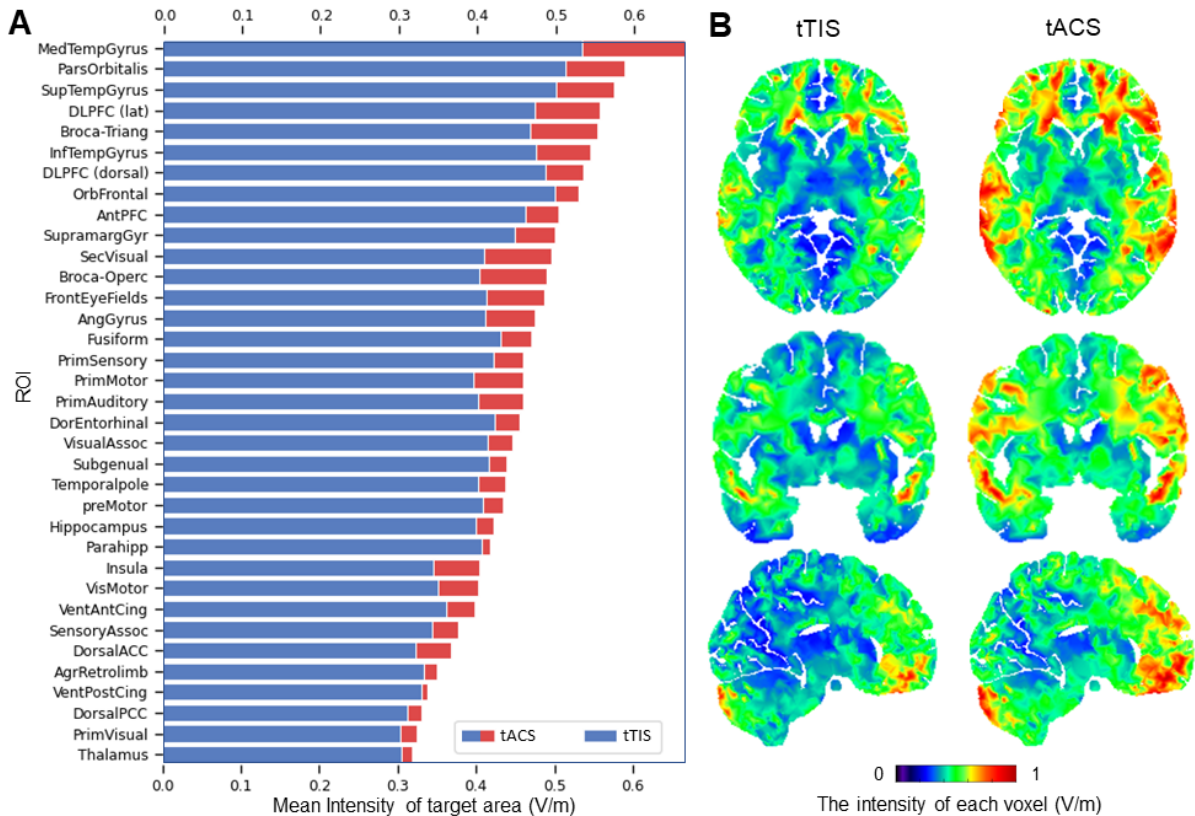 A
0.0 0.1 0.2 0.3 0.4 0.5 0.6
MedTempGyrus
ParsOrbitalis
SupTempGyrus
DLPFC (lat)
Broca-Triang
InfTempGyrus
DLPFC (dorsal)
OrbFrontal
AntPFC
SupramargGyr
SecVisual
Broca-Operc
FrontEyeFields
AngGyrus
Fusiform
PrimSensory
PrimMotor
PrimAuditory
DorEntorhinal
VisualAssoc
Subgenual
Temporalpole
preMotor
Hippocampus
Parahipp
Insula
VisMotor
VentAntCing
SensoryAssoc
DorsalACC
AgrRetrolimb
VentPostCing
DorsalPCC
PrimVisual
Thalamus
ROI
tACS tTIS
0.0 0.1 0.2 0.3 0.4 0.5 0.6
Mean Intensity of target area (V/m)
B
tTIS tACS
0 1
The intensity of each voxel (V/m)